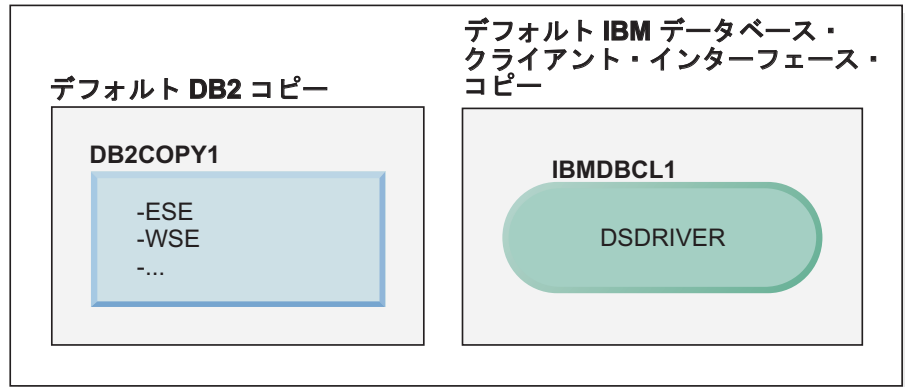 デフォルト DB2 コピー
DB2COPY1
-ESE
-WSE
-...
デフォルト IBM データベース・
クライアント・インターフェース・
コピー
IBMDBCL1
DSDRIVER